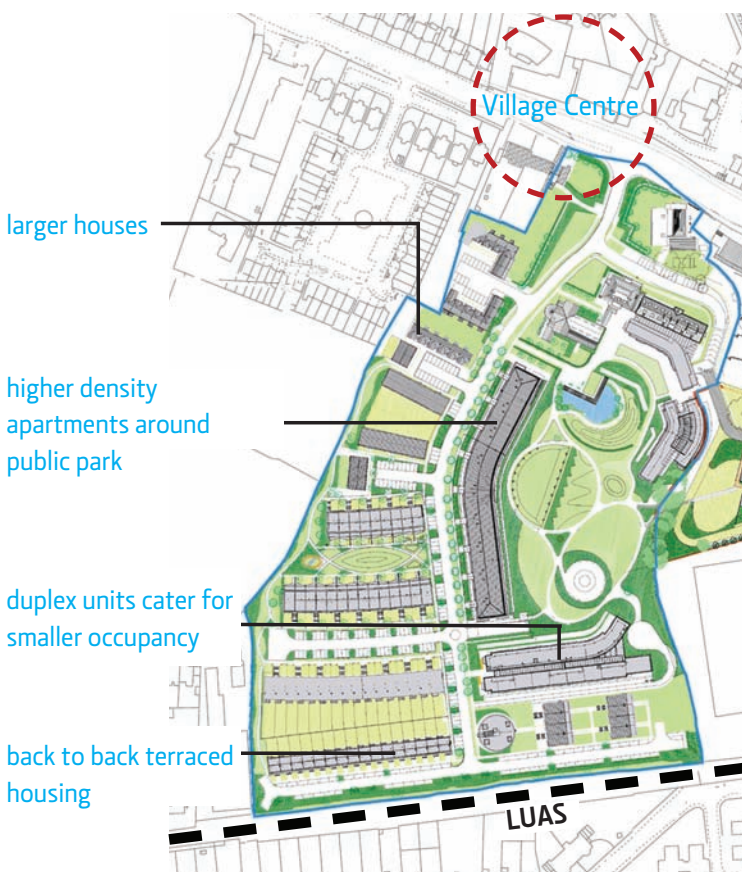 Village Centre
larger houses
higher density
apartments around
public park
duplex units cater for
smaller occupancy
back to back terraced
housing
LUAS